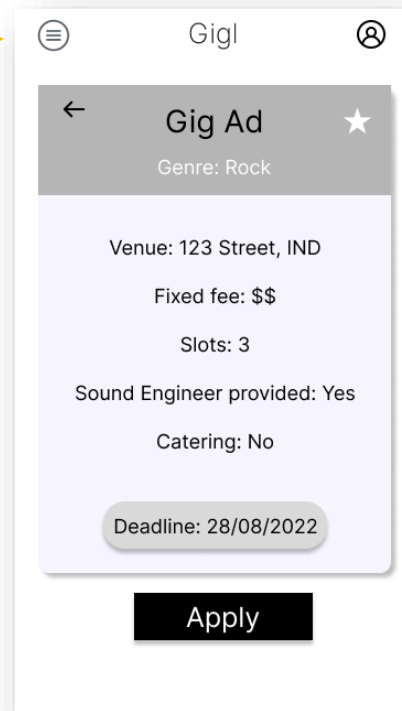 Gigl
Gig Ad
Genre: Rock
Venue: 123 Street, IND
Fixed fee: $$
Slots: 3
Sound Engineer provided: Yes
Catering: No
Deadline: 28/08/2022
Apply